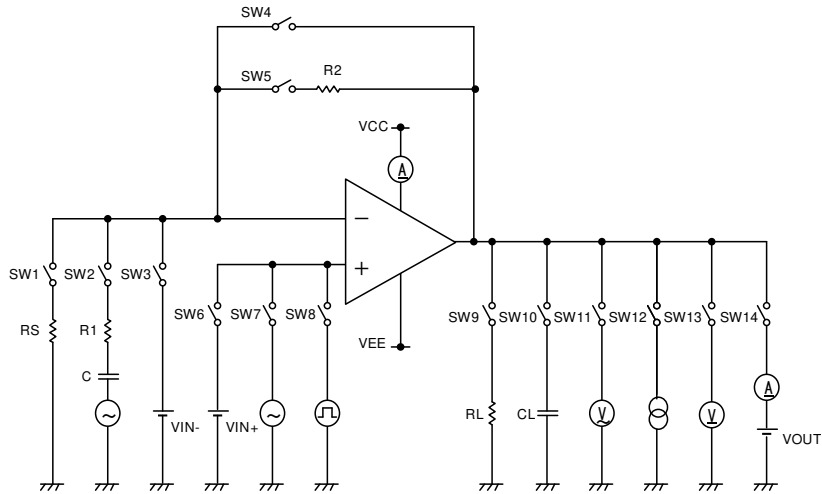 SW4
SW5 R2
VCC
A
−
+
SW1 SW2 SW3
SW6 SW7 SW8
VEE
SW9 SW10 SW11 SW12 SW13 SW14
RS R1
C
VIN- VIN+
RL CL
V
V
A
VOUT